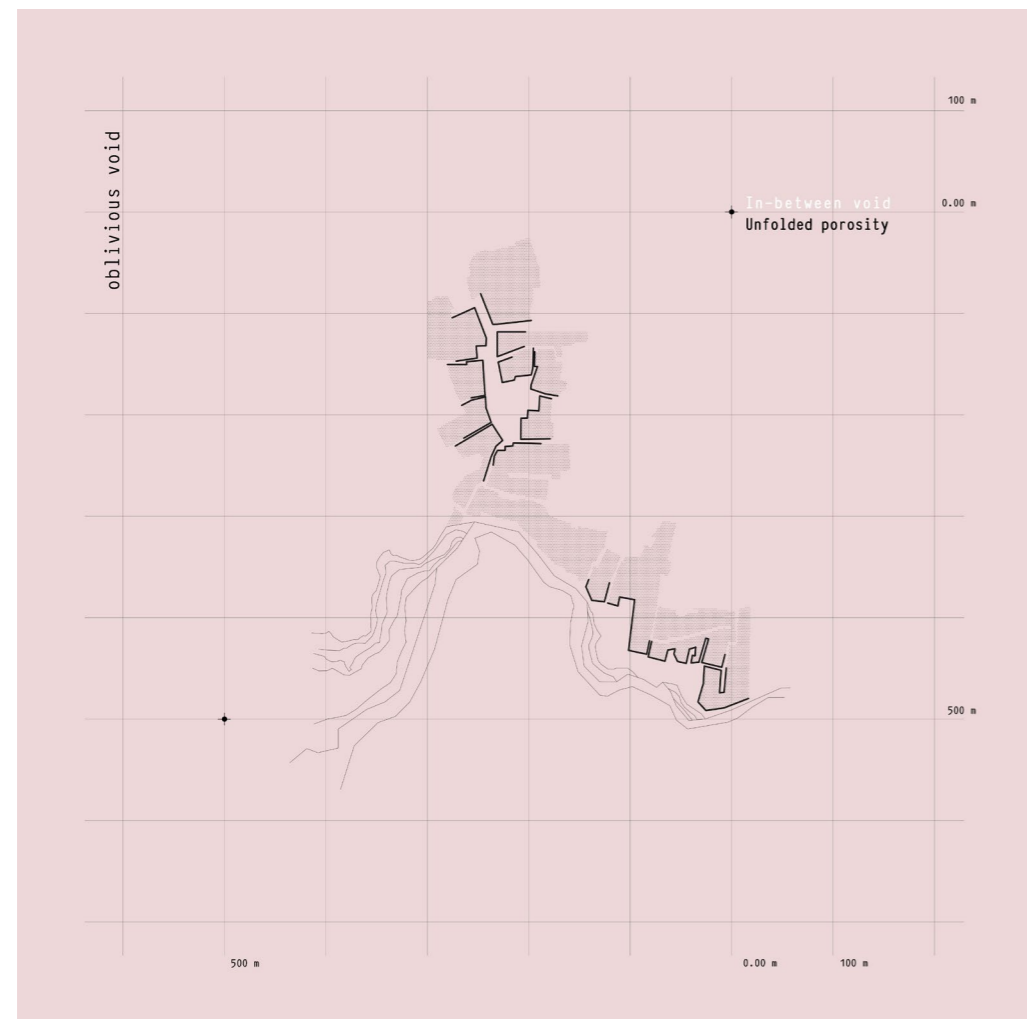 100 m
oblivious void
In-between void
0.00 m
Unfolded porosity
500 m
500 m
0.00 m
100 m